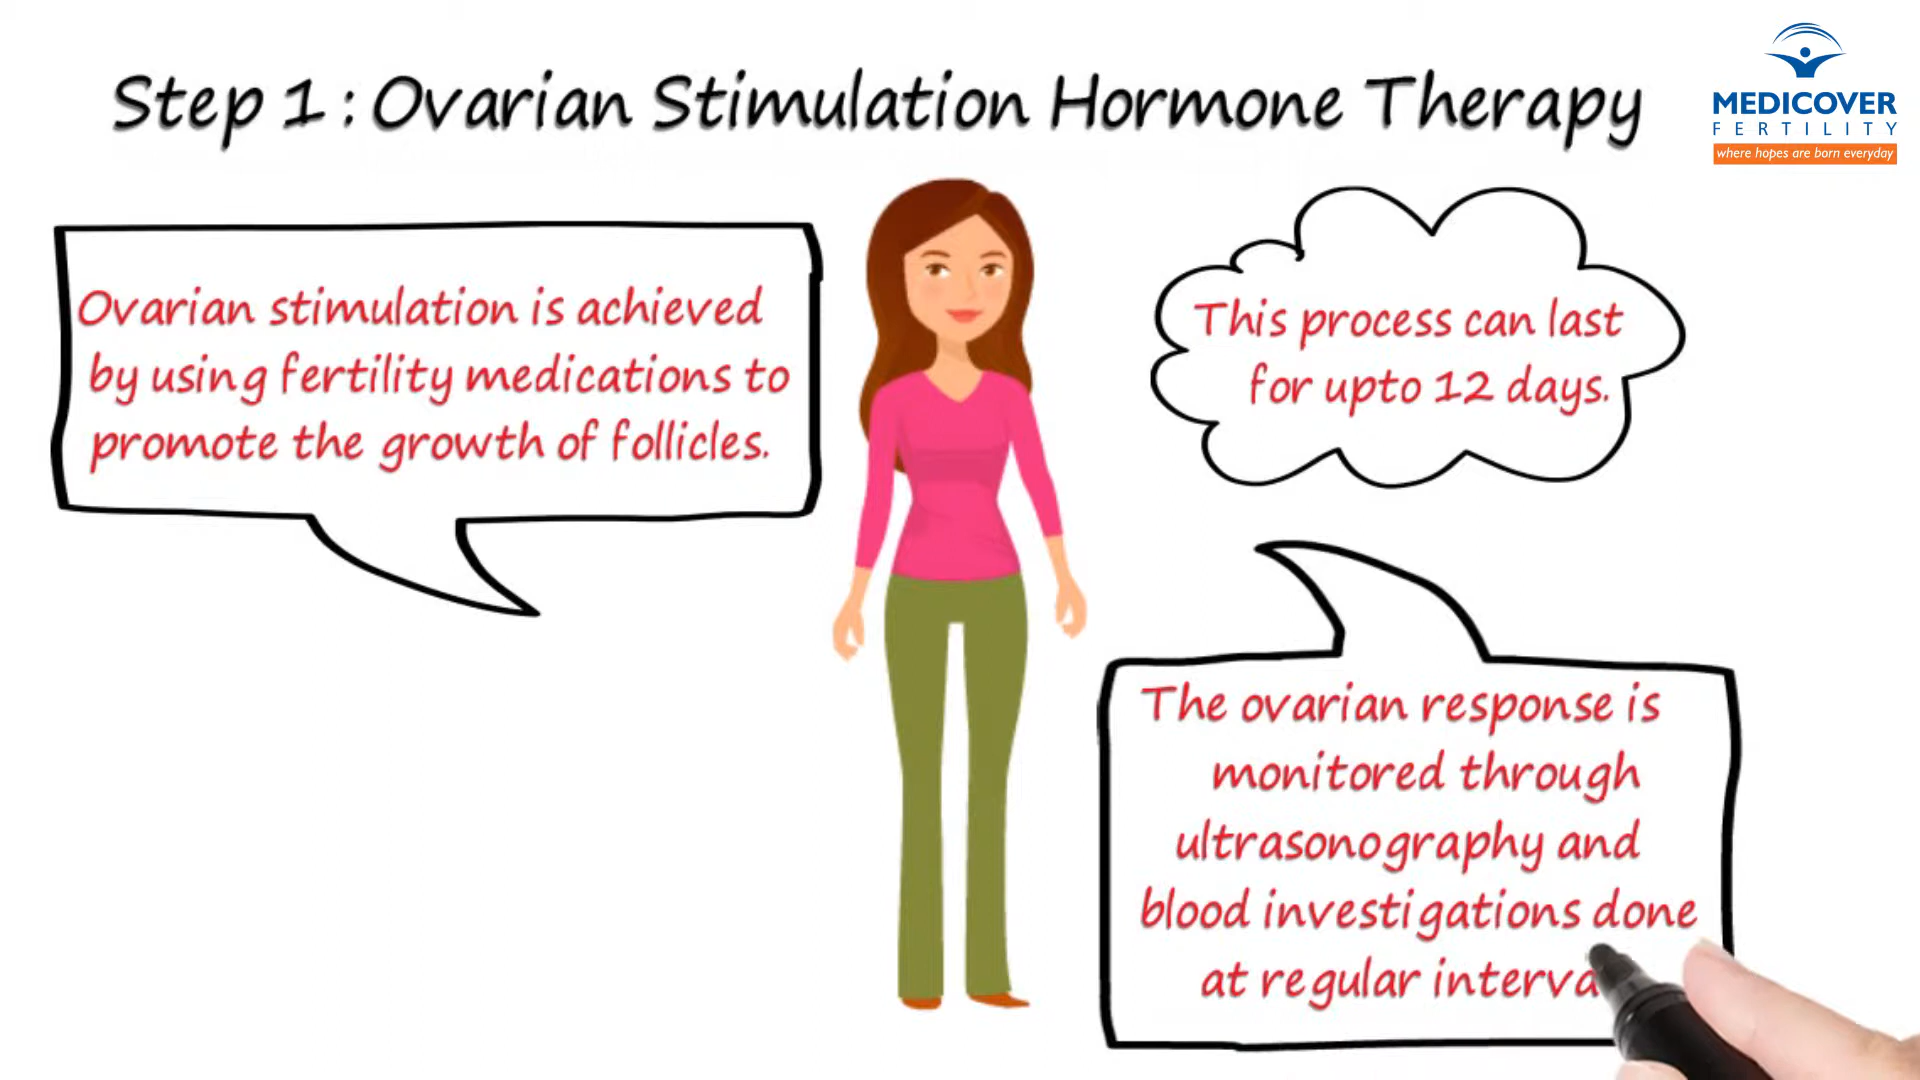 Step 1 : Ovarian Stimulation Hormone Therapy
MEDICOVER
FERTILITY
where hopes are born everyday
Ovarian stimulation is achieved
by using fertility medications to
promote the growth of follicles.
This process can last
for upto 12 days.
The ovarian response is
monitored through
ultrasonography and
blood investigations done
at regular interva